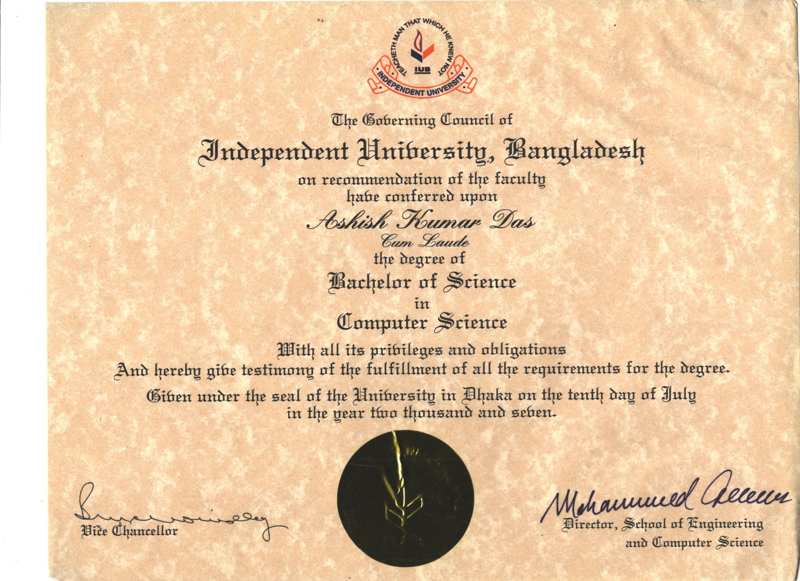 TEACHETH MAN THAT WHICH HE KNEW NOT
IUB
INDEPENDENT UNIVERSITY
The Governing Council of
Independent University, Bangladesh
on recommendation of the faculty
have conferred upon
Ashish Kumar Das
Cum Laude
the degree of
Bachelor of Science
in
Computer Science
With all its privileges and obligations
And hereby give testimony of the fulfillment of all the requirements for the degree.
Given under the seal of the University in Dhaka on the tenth day of July
in the year two thousand and seven.
Mohammed
Vice Chancellor
Director, School of Engineering
and Computer Science